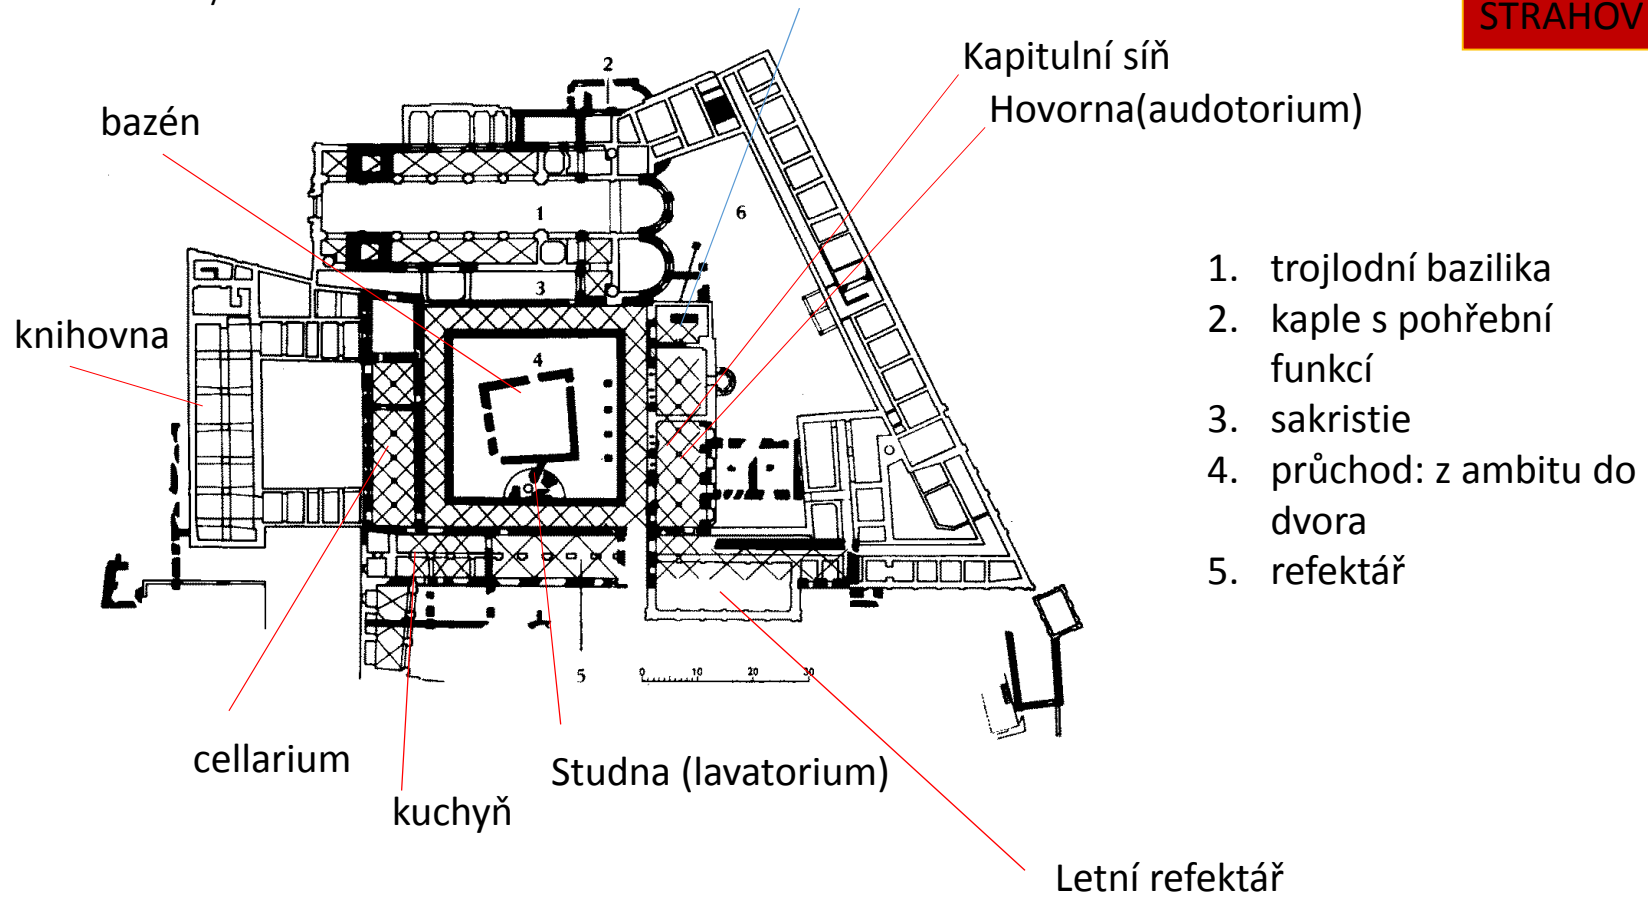 STRAHOV
Kapitulní síň
Hovorna(audotorium)
bazén
knihovna
cellarium
kuchyň
Studna (lavatorium)
Letní refektář
1
2
3
4
5
6
0 10 20 30
1. trojlodní bazilika
2. kaple s pohřební
funkcí
3. sakristie
4. průchod: z ambitu do
dvora
5. refektář